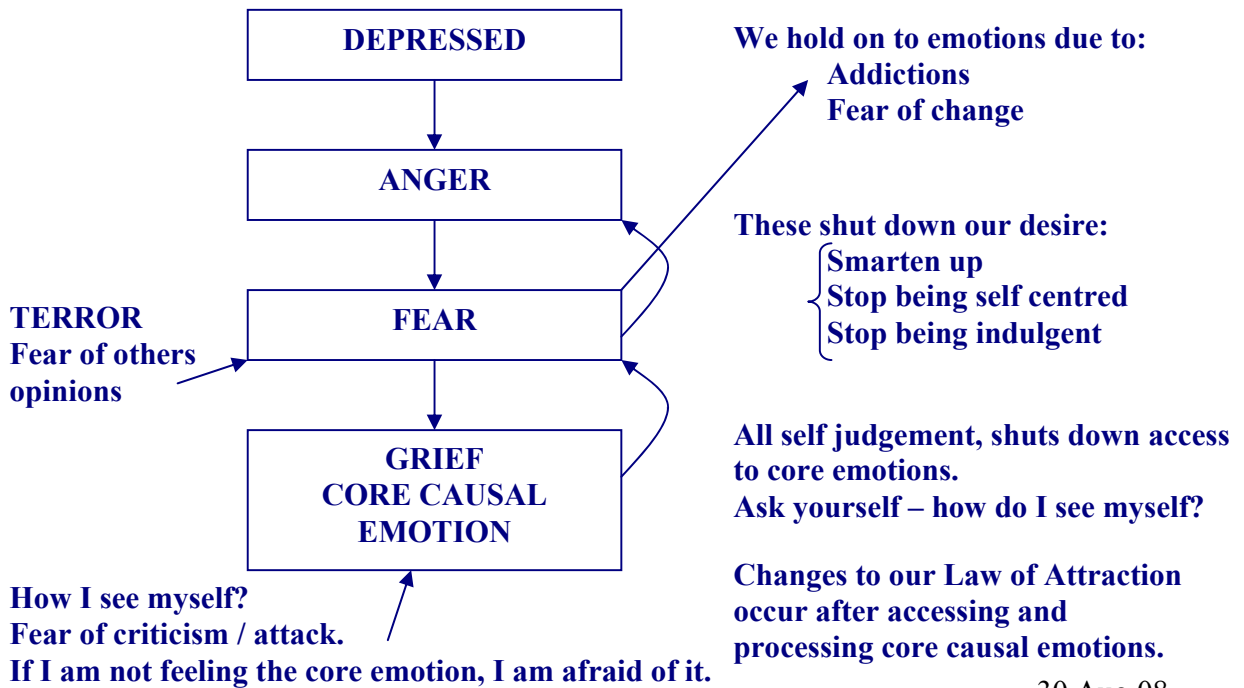 DEPRESSED
ANGER
FEAR
GRIEF
CORE CAUSAL
EMOTION
TERROR
Fear of others
opinions
How I see myself?
Fear of criticism / attack.
If I am not feeling the core emotion, I am afraid of it.
We hold on to emotions due to:
Addictions
Fear of change
These shut down our desire:
Smarten up
Stop being self centred
Stop being indulgent
All self judgement, shuts down access
to core emotions.
Ask yourself – how do I see myself?
Changes to our Law of Attraction
occur after accessing and
processing core causal emotions.